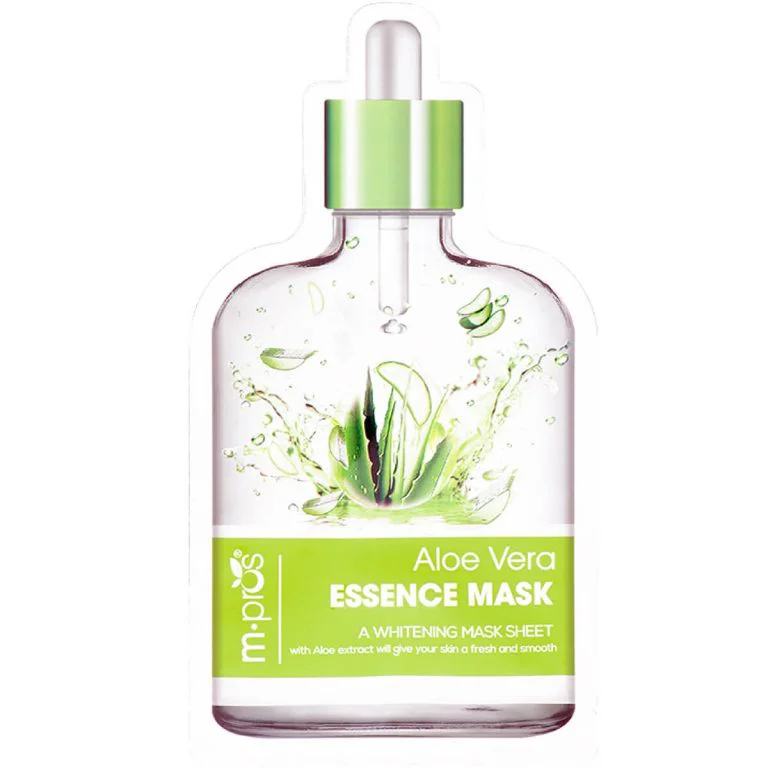 Aloe Vera
ESSENCE MASK
A WHITENING MASK SHEET
with Aloe extract will give your skin a fresh and smooth
m·pros®